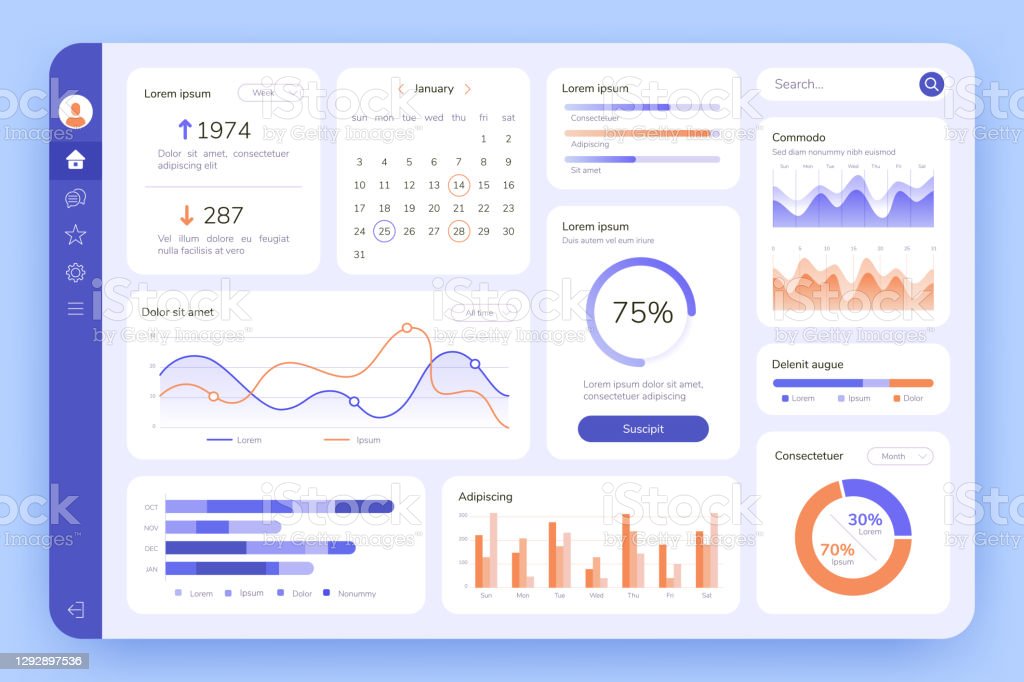 Lorem ipsum
Week
1974
Dolor sit amet, consectetuer
adipiscing elit
287
Vel illum dolore eu feugiat
nulla facilisis at vero
January
sun mon tue wed thu fri sat
1 2
3 4 5 6 7 8 9
10 11 12 13 14 15 16
17 18 19 20 21 22 23
24 25 26 27 28 29 30
31
Lorem ipsum
Consectetuer
Adipiscing
Sit amet
Search...
Commodo
Sed diam nonummy nibh euismod
Sun Mon Tue Wed Thu Fri Sat
0 5 10 15 20 25 31
Lorem ipsum
Duis autem vel eum iriure
75%
Lorem ipsum dolor sit amet,
consectetuer adipiscing
Suscipit
Dolor sit amet
All time
20
10
0
Lorem Ipsum
Delenit augue
Lorem Ipsum Dolor
Consectetuer
Month
30%
Lorem
70%
Ipsum
OCT
NOV
DEC
JAN
Lorem Ipsum Dolor Nonummy
Adipiscing
300
200
100
0
Sun Mon Tue Wed Thu Fri Sat
iStock
by Getty Images™
1292897536